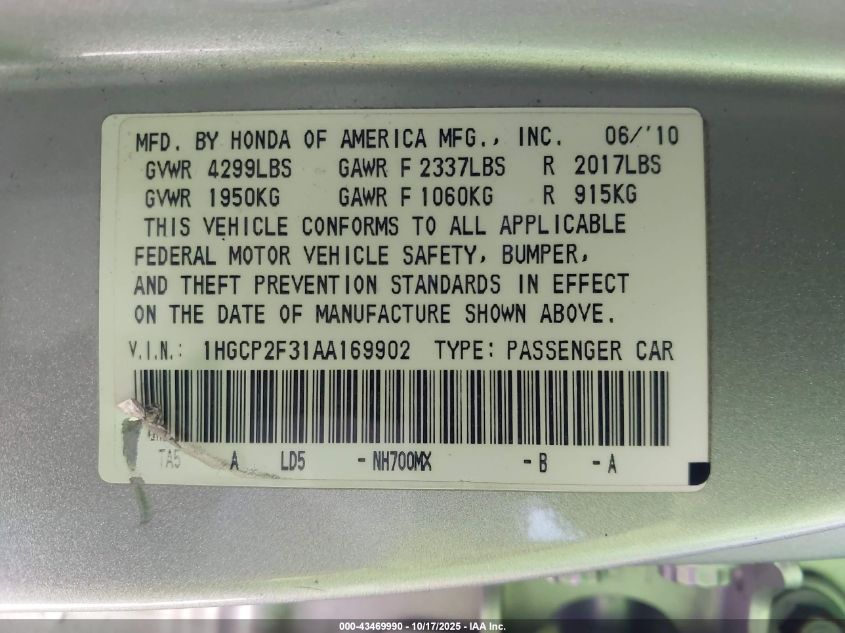 MFD. BY HONDA OF AMERICA MFG., INC. 06/'10
GVWR 4299LBS GAWR F 2337LBS R 2017LBS
GVWR 1950KG GAWR F 1060KG R 915KG
THIS VEHICLE CONFORMS TO ALL APPLICABLE
FEDERAL MOTOR VEHICLE SAFETY, BUMPER,
AND THEFT PREVENTION STANDARDS IN EFFECT
ON THE DATE OF MANUFACTURE SHOWN ABOVE.
V.I.N.: 1HGCP2F31AA169902 TYPE: PASSENGER CAR
TA5 A LD5 - NH700MX - B - A
000-43469990 - 10/17/2025 - IAA Inc.